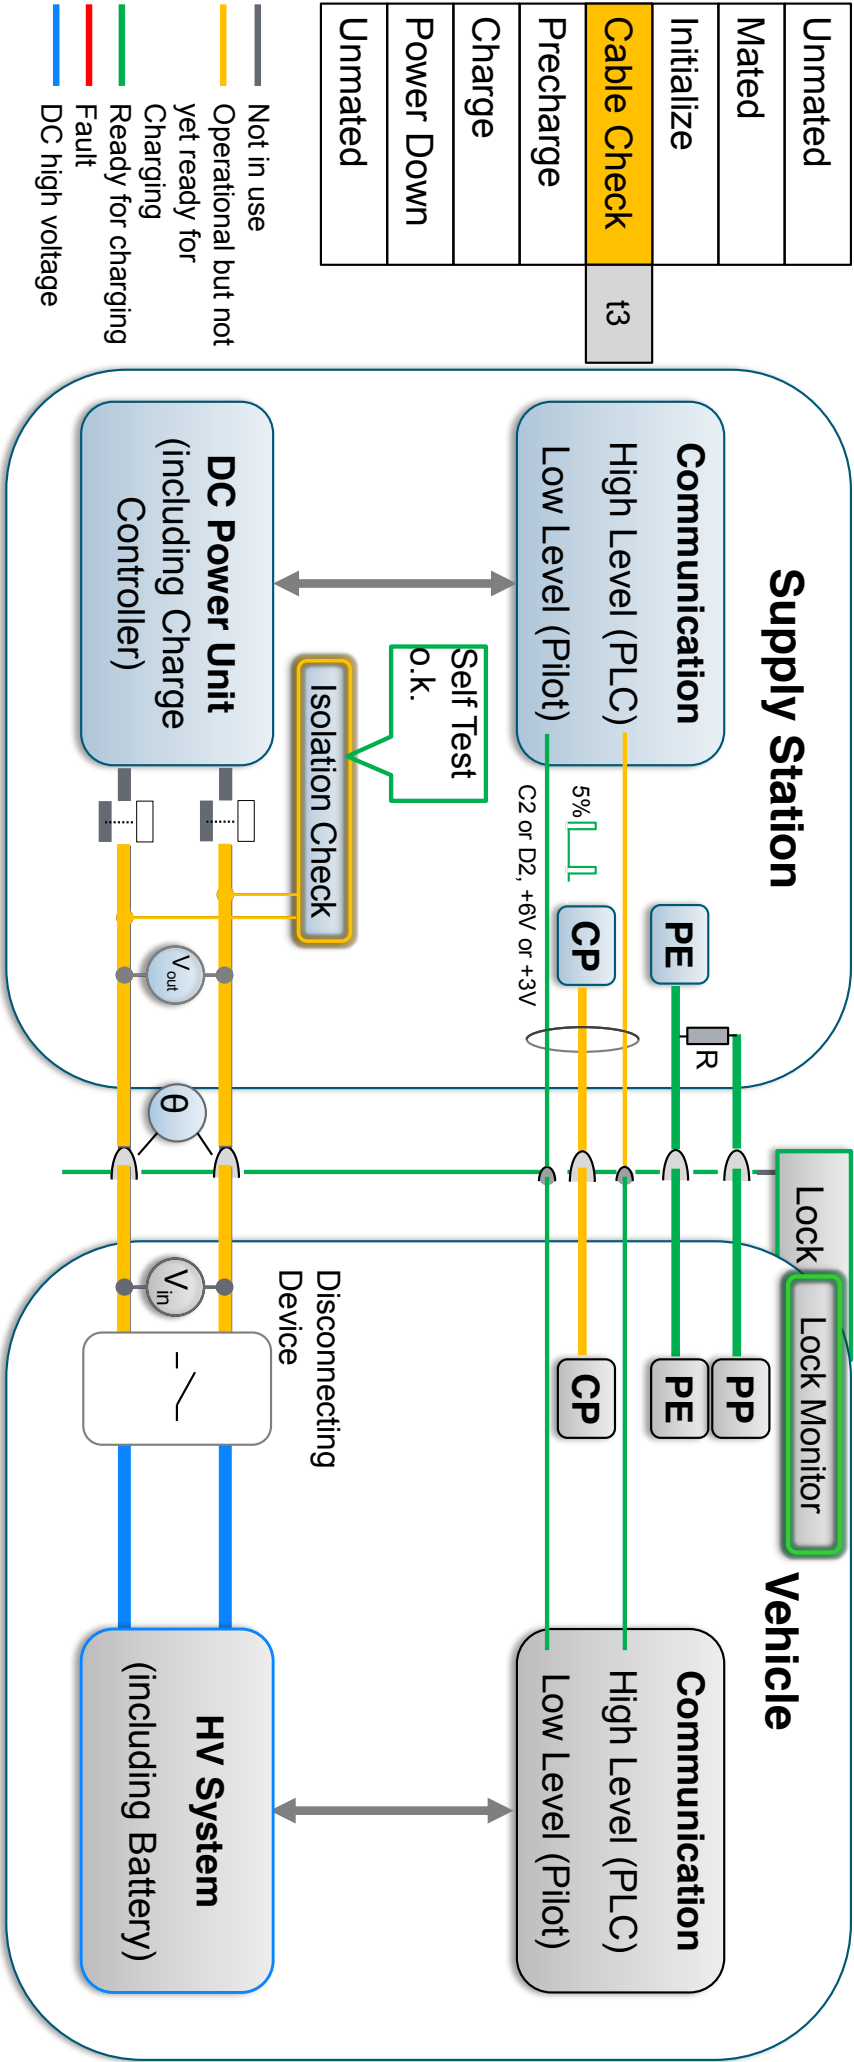 Unmated
Mated
Initialize
Cable Check
t3
Precharge
Charge
Power Down
Unmated
Not in use
Operational but not
yet ready for
Charging
Ready for charging
Fault
DC high voltage
Supply Station
Communication
High Level (PLC)
Low Level (Pilot)
DC Power Unit
(including Charge
Controller)
Self Test
o.k.
Isolation Check
5%
C2 or D2, +6V or +3V
PE
CP
R
Vout
θ
Lock
Lock Monitor
Vehicle
PP
PE
CP
Disconnecting
Device
Vin
Communication
High Level (PLC)
Low Level (Pilot)
HV System
(including Battery)